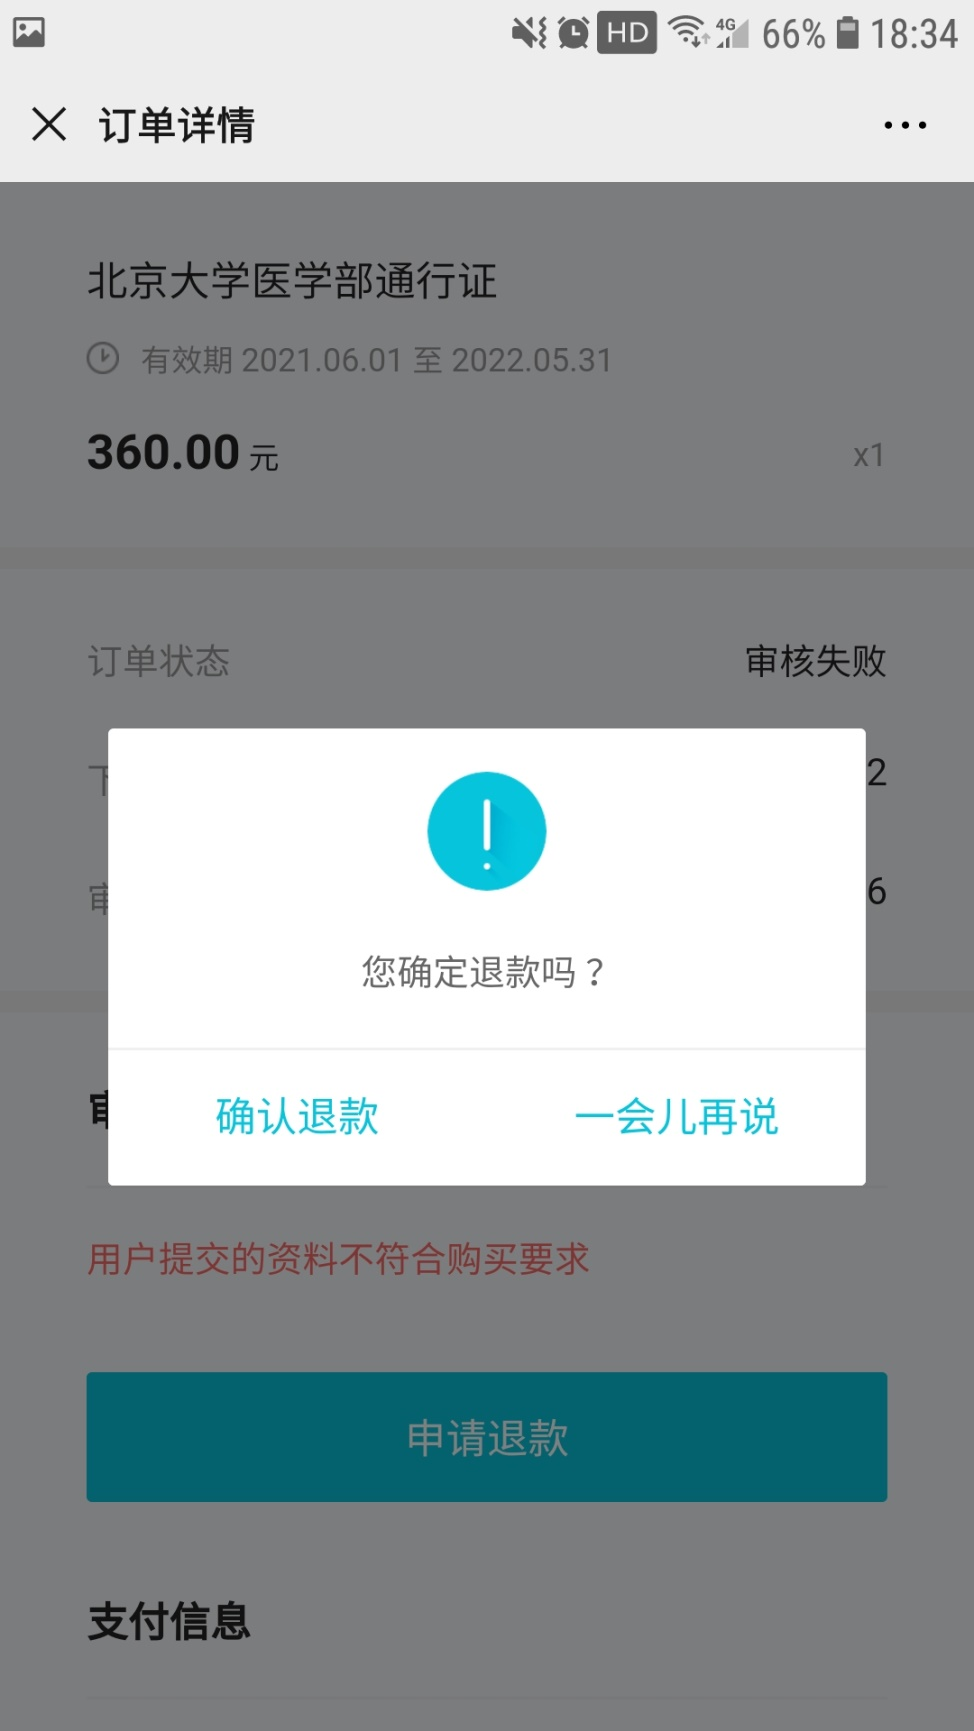 HD 4G 66% 18:34
订单详情
北京大学医学部通行证
有效期 2021.06.01 至 2022.05.31
360.00 元 x1
订单状态 审核失败
2
6
您确定退款吗？
确认退款 一会儿再说
用户提交的资料不符合购买要求
申请退款
支付信息